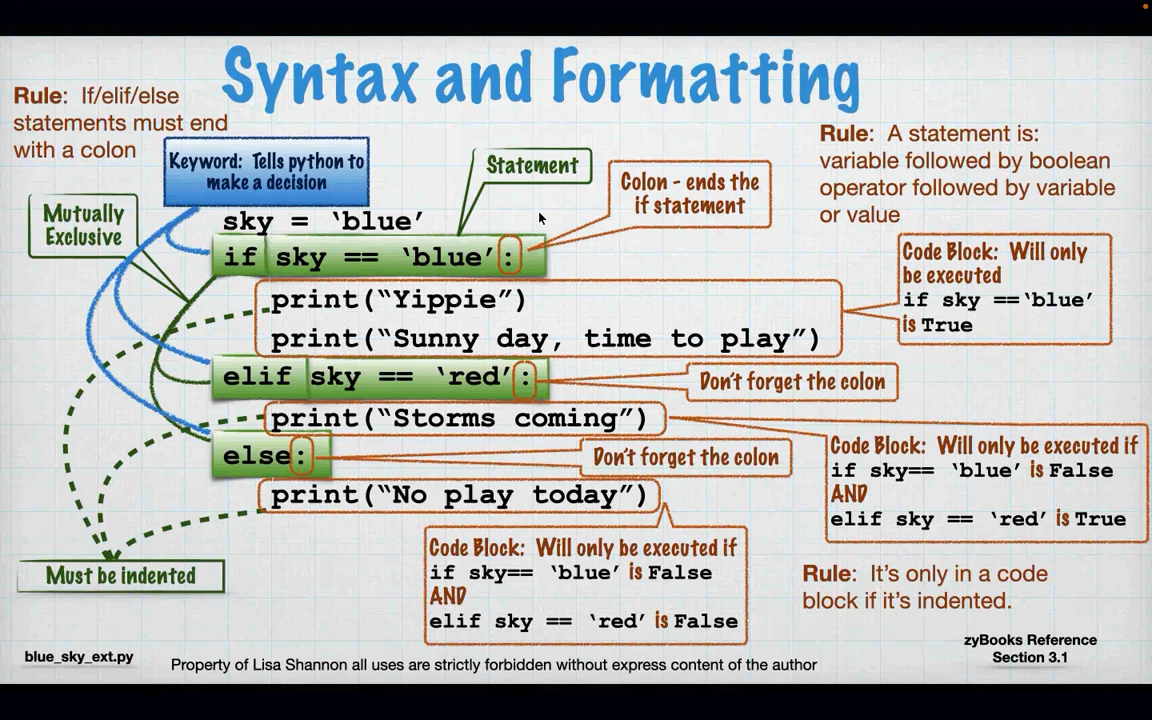 Syntax and Formatting
Rule: If/elif/else
statements must end
with a colon
Keyword: Tells python to
make a decision
Statement
Colon - ends the
if statement
Rule: A statement is:
variable followed by boolean
operator followed by variable
or value
Mutually
Exclusive
sky = ‘blue’
if sky == ‘blue’:
print(“Yippie”)
print(“Sunny day, time to play”)
Code Block: Will only
be executed
if sky ==‘blue’
is True
elif sky == ‘red’:
Don’t forget the colon
print(“Storms coming”)
else:
Don’t forget the colon
Code Block: Will only be executed if
if sky== ‘blue’ is False
AND
elif sky == ‘red’ is True
print(“No play today”)
Code Block: Will only be executed if
if sky== ‘blue’ is False
AND
elif sky == ‘red’ is False
Must be indented
Rule: It’s only in a code
block if it’s indented.
zyBooks Reference
Section 3.1
blue_sky_ext.py
Property of Lisa Shannon all uses are strictly forbidden without express content of the author